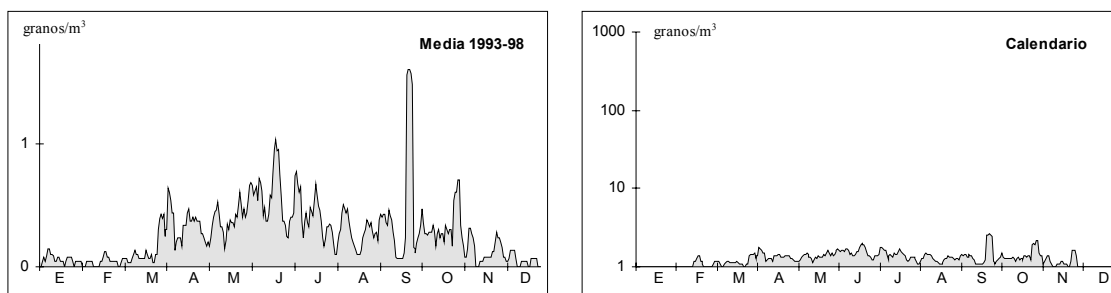 granos/m³
Media 1993-98
1
0
E F M A M J J A S O N D
granos/m³
Calendario
1000
100
10
1
E F M A M J J A S O N D